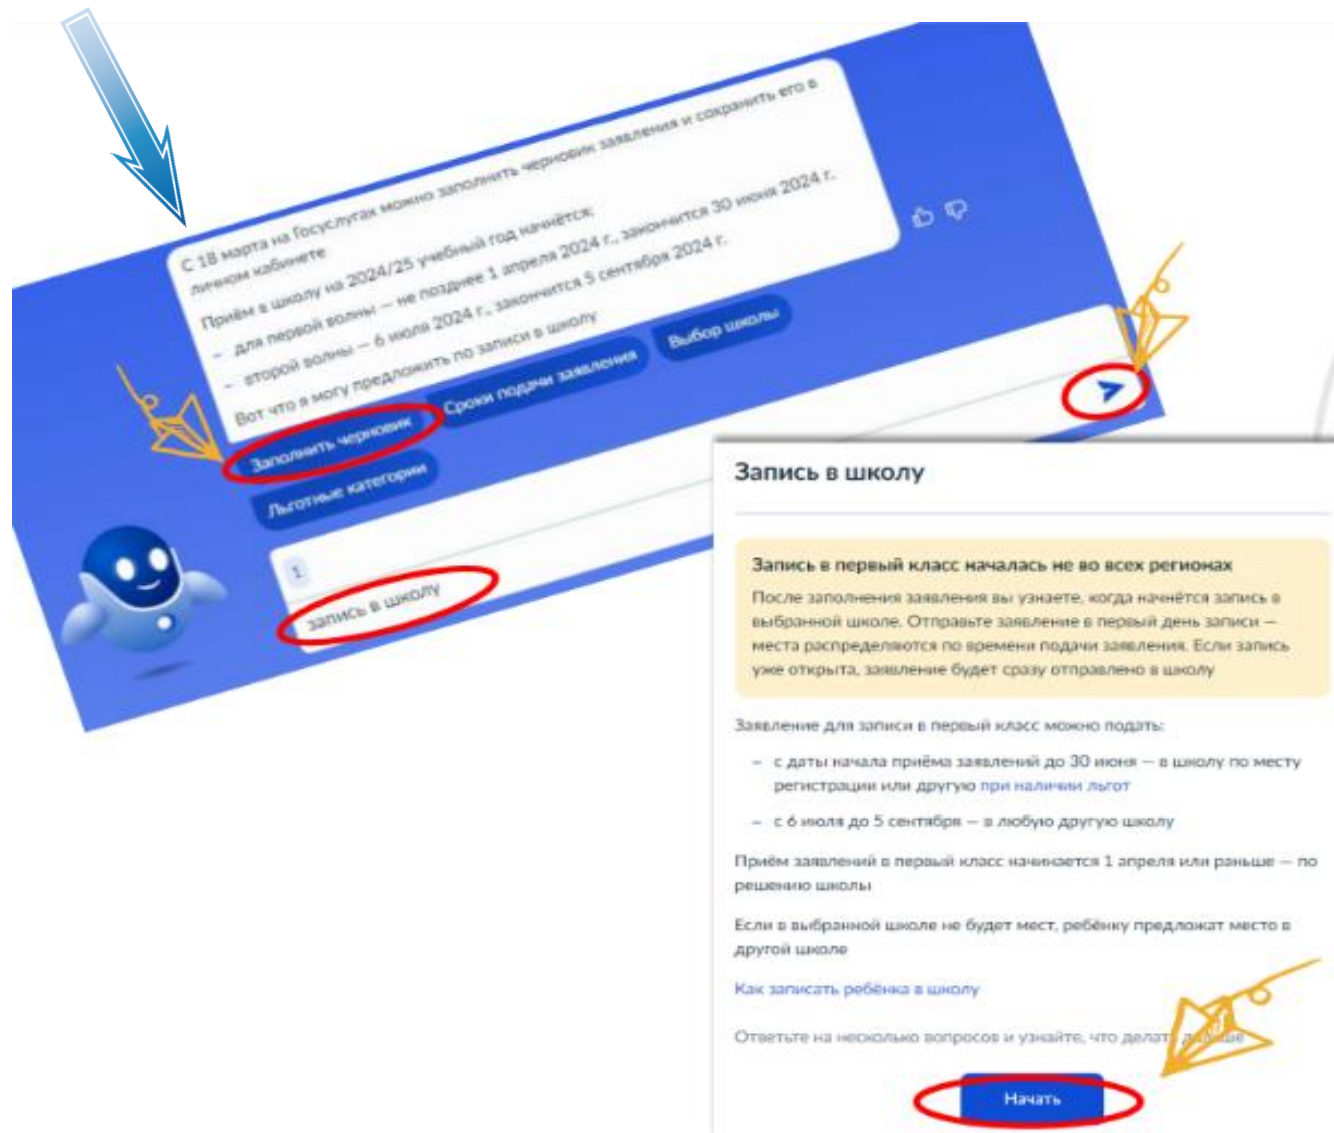 С 18 марта на Госуслугах можно заполнить черновик заявления и сохранить его в
личном кабинете
Приём в школу на 2024/25 учебный год начнётся:
- для первой волны — не позднее 1 апреля 2024 г., закончится 30 июня 2024 г.
- второй волны — 6 июля 2024 г., закончится 5 сентября 2024 г.
Вот что я могу предложить по записи в школу
Заполнить черновик
Сроки подачи заявления
Выбор школы
Льготные категории
1
запись в школу
Запись в школу
Запись в первый класс началась не во всех регионах
После заполнения заявления вы узнаете, когда начнётся запись в
выбранной школе. Отправьте заявление в первый день записи —
места распределяются по времени подачи заявления. Если запись
уже открыта, заявление будет сразу отправлено в школу
Заявление для записи в первый класс можно подать:
– с даты начала приёма заявлений до 30 июня — в школу по месту
регистрации или другую при наличии льгот
– с 6 июля до 5 сентября — в любую другую школу
Приём заявлений в первый класс начинается 1 апреля или раньше — по
решению школы
Если в выбранной школе не будет мест, ребёнку предложат место в
другой школе
Как записать ребёнка в школу
Ответьте на несколько вопросов и узнайте, что делать дальше
Начать